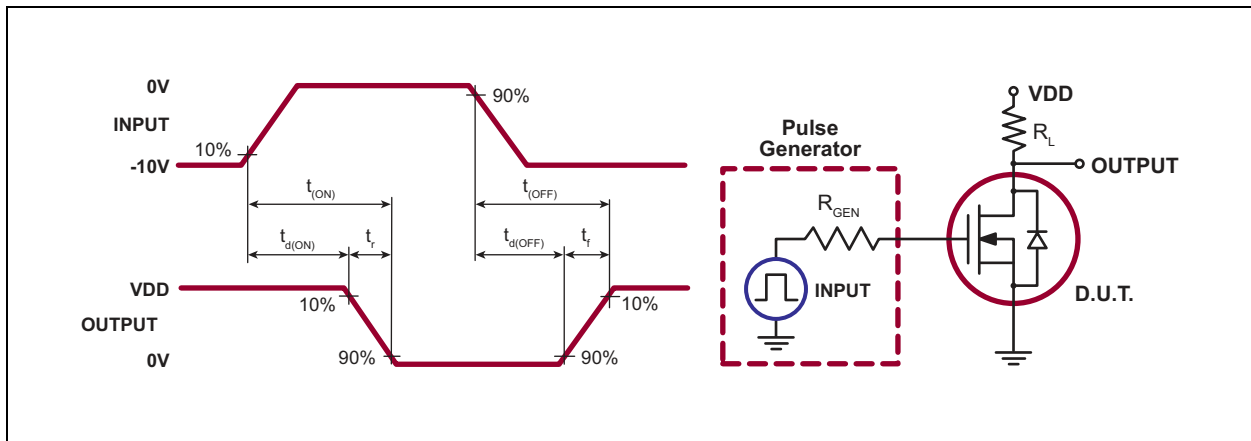 0V
90%
INPUT
10%
-10V
t(ON)
t(OFF)
td(ON)
tr
td(OFF)
tf
VDD
10%
10%
OUTPUT
90%
90%
0V
Pulse
Generator
RGEN
INPUT
VDD
RL
OUTPUT
D.U.T.